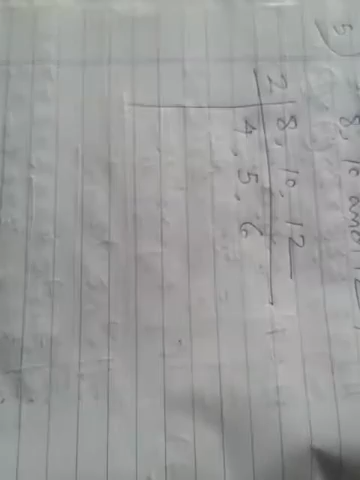 5) 8, 10 and 12
2 | 8, 10, 12
4, 5, 6